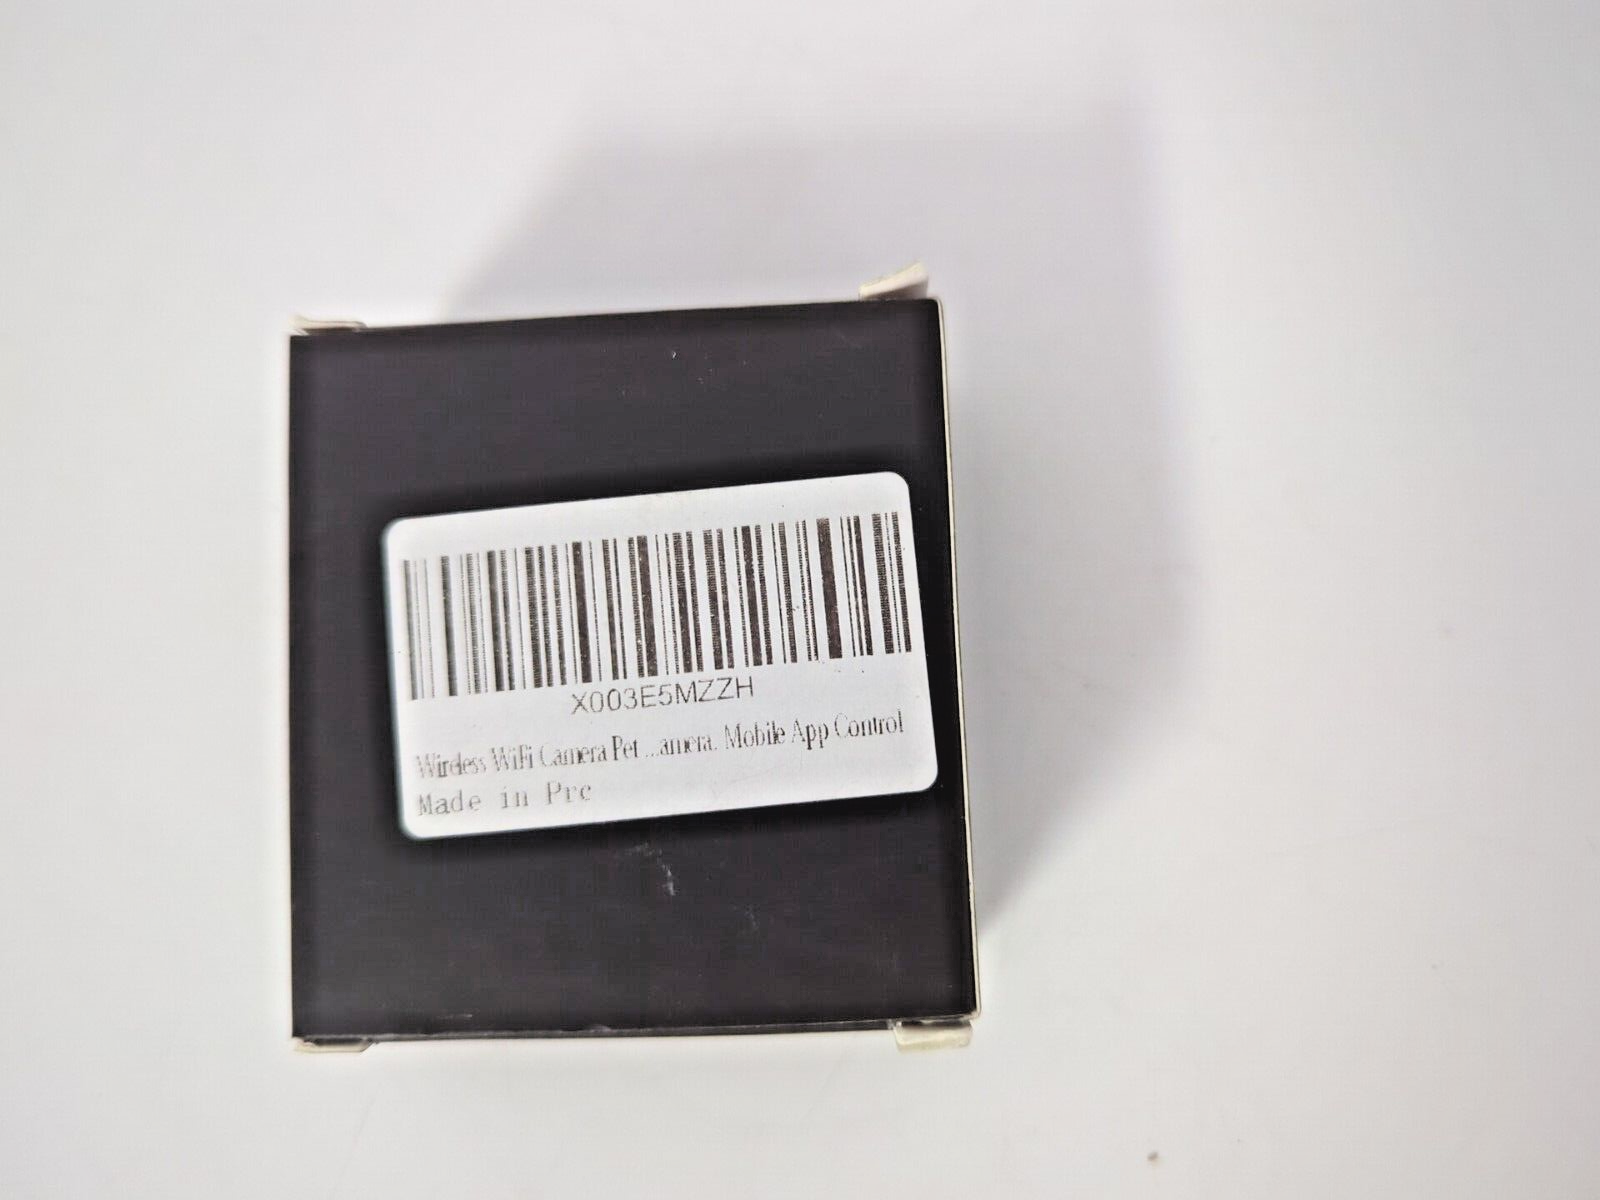 X003E5MZZH
Wireless WiFi Camera Pet ...amera, Mobile App Control
Made in Prc